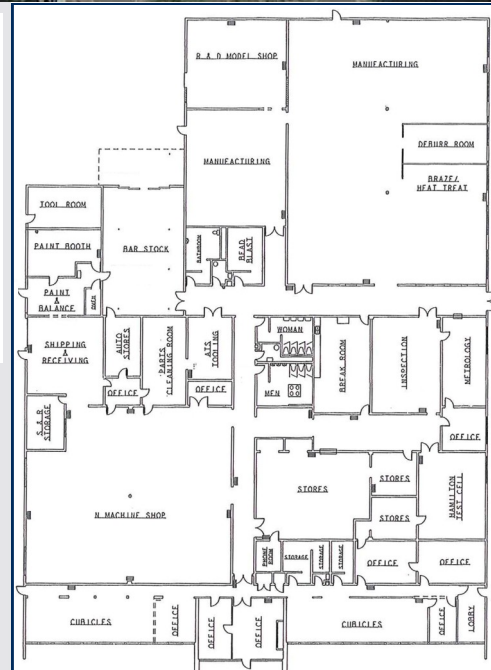 R & D MODEL SHOP
MANUFACTURING
DEBURR ROOM
MANUFACTURING
BRAZE/
HEAT TREAT
TOOL ROOM
PAINT BOOTH
BAR STOCK
BATHROOM
BEAD
BLAST
PAINT
&
BALANCE
OVEN
SHIPPING
&
RECEIVING
AUTO
STORES
PARTS
CLEANING ROOM
ATS
TOOLING
WOMAN
BREAK ROOM
INSPECTION
METROLOGY
OFFICE
OFFICE
MEN
S & R
STORAGE
OFFICE
STORES
STORES
STORES
HAMILTON
TEST CELL
N MACHINE SHOP
PHONE
ROOM
STORAGE
STORAGE
STORAGE
OFFICE
OFFICE
CUBICLES
OFFICE
OFFICE
OFFICE
CUBICLES
OFFICE
LOBBY